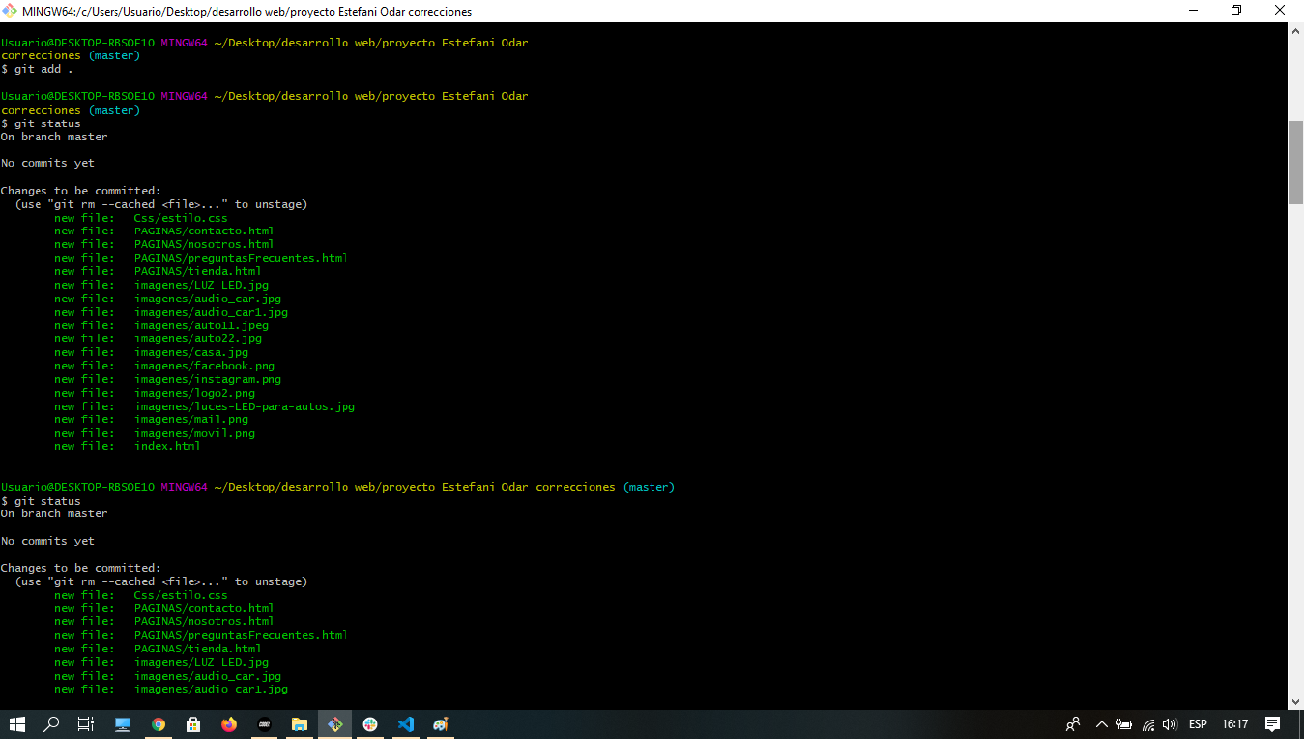 MINGW64:/c/Users/Usuario/Desktop/desarrollo web/proyecto Estefani Odar correcciones
Usuario@DESKTOP-RBS0E1O MINGW64 ~/Desktop/desarrollo web/proyecto Estefani Odar
correcciones (master)
$ git add .
Usuario@DESKTOP-RBS0E1O MINGW64 ~/Desktop/desarrollo web/proyecto Estefani Odar
correcciones (master)
$ git status
On branch master
No commits yet
Changes to be committed:
(use "git rm --cached <file>..." to unstage)
new file: Css/estilo.css
new file: PAGINAS/contacto.html
new file: PAGINAS/nosotros.html
new file: PAGINAS/preguntasFrecuentes.html
new file: PAGINAS/tienda.html
new file: imagenes/LUZ LED.jpg
new file: imagenes/audio_car.jpg
new file: imagenes/audio_car1.jpg
new file: imagenes/auto11.jpeg
new file: imagenes/auto22.jpg
new file: imagenes/casa.jpg
new file: imagenes/facebook.png
new file: imagenes/instagram.png
new file: imagenes/logo2.png
new file: imagenes/luces-LED-para-autos.jpg
new file: imagenes/mail.png
new file: imagenes/movil.png
new file: index.html
Usuario@DESKTOP-RBS0E1O MINGW64 ~/Desktop/desarrollo web/proyecto Estefani Odar correcciones (master)
$ git status
On branch master
No commits yet
Changes to be committed:
(use "git rm --cached <file>..." to unstage)
new file: Css/estilo.css
new file: PAGINAS/contacto.html
new file: PAGINAS/nosotros.html
new file: PAGINAS/preguntasFrecuentes.html
new file: PAGINAS/tienda.html
new file: imagenes/LUZ LED.jpg
new file: imagenes/audio_car.jpg
new file: imagenes/audio_car1.jpg
ESP 16:17